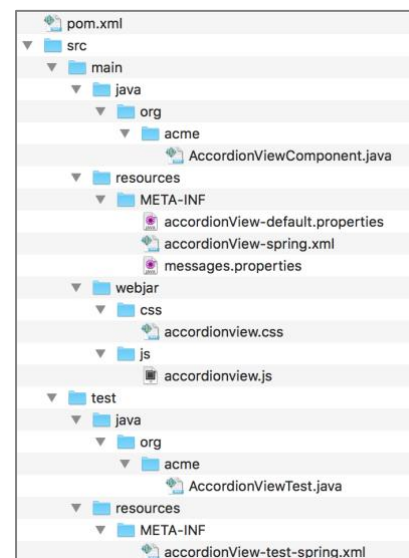 pom.xml
src
main
java
org
acme
AccordionViewComponent.java
resources
META-INF
accordionView-default.properties
accordionView-spring.xml
messages.properties
webjar
css
accordionview.css
js
accordionview.js
test
java
org
acme
AccordionViewTest.java
resources
META-INF
accordionView-test-spring.xml